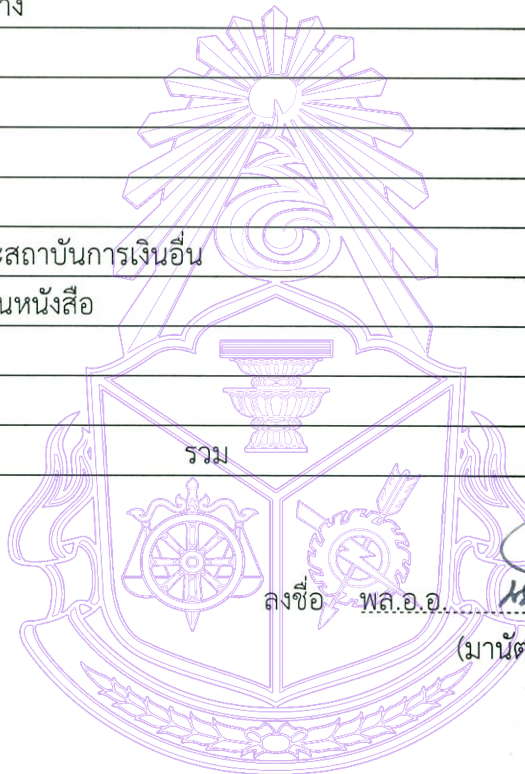 ะสถาบันการเงินอื่น
นหนังสือ
รวม
ลงชื่อ พล.อ.อ.
(มานัต